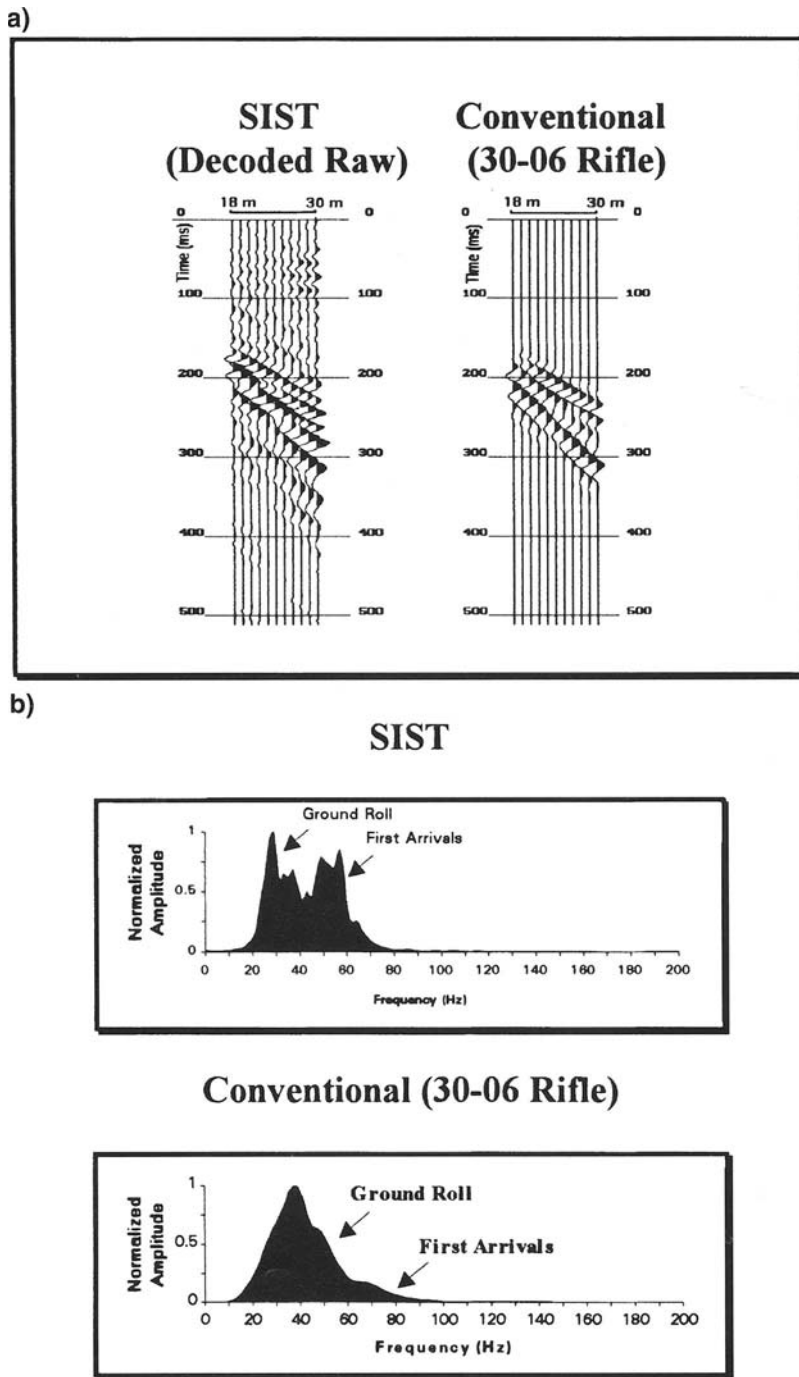 a)
SIST Conventional
(Decoded Raw) (30-06 Rifle)
18 m 30 m 18 m 30 m
0 0 0 0
Time (ms) Time (ms)
100 100 100 100
200 200 200 200
300 300 300 300
400 400 400 400
500 500 500 500
b)
SIST
Ground Roll
First Arrivals
Normalized
Amplitude
1
0.5
0
0 20 40 60 80 100 120 140 160 180 200
Frequency (Hz)
Conventional (30-06 Rifle)
Ground Roll
First Arrivals
Normalized
Amplitude
1
0.5
0
0 20 40 60 80 100 120 140 160 180 200
Frequency (Hz)